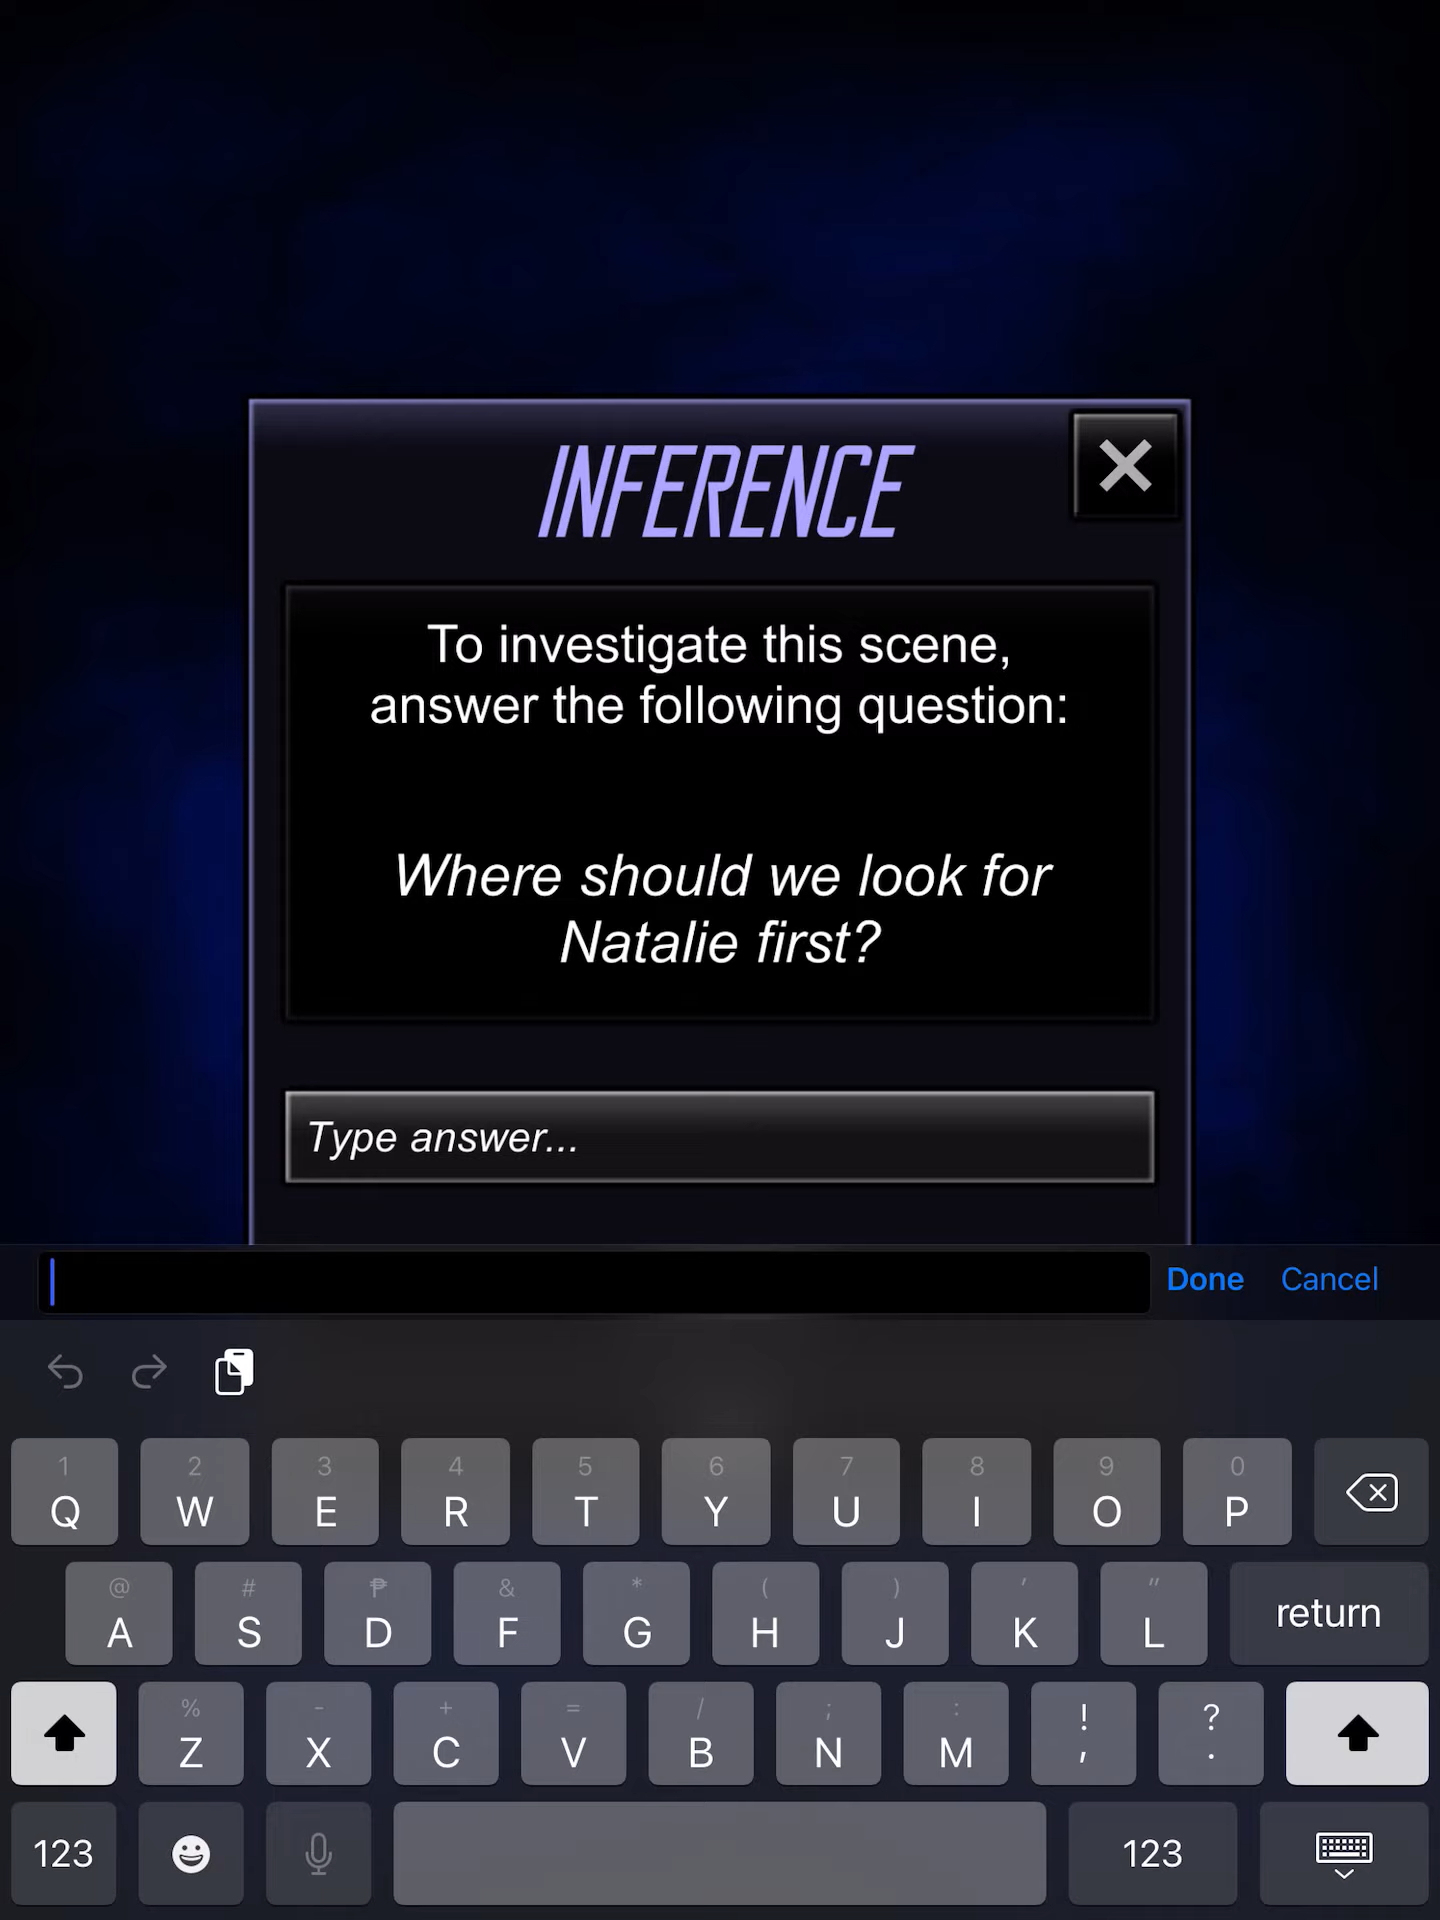 INFERENCE
To investigate this scene,
answer the following question:
Where should we look for
Natalie first?
Type answer...
Done Cancel
1 2 3 4 5 6 7 8 9 0
Q W E R T Y U I O P
@ # ₱ & * ( ) ' "
A S D F G H J K L return
% - + = / ; : ! ?
Z X C V B N M , .
123 123